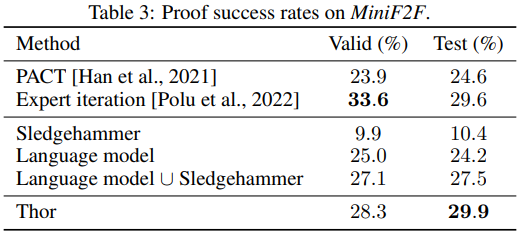 Table 3: Proof success rates on MiniF2F.
Method Valid (%) Test (%)
PACT [Han et al., 2021] 23.9 24.6
Expert iteration [Polu et al., 2022] 33.6 29.6
Sledgehammer 9.9 10.4
Language model 25.0 24.2
Language model ∪ Sledgehammer 27.1 27.5
Thor 28.3 29.9